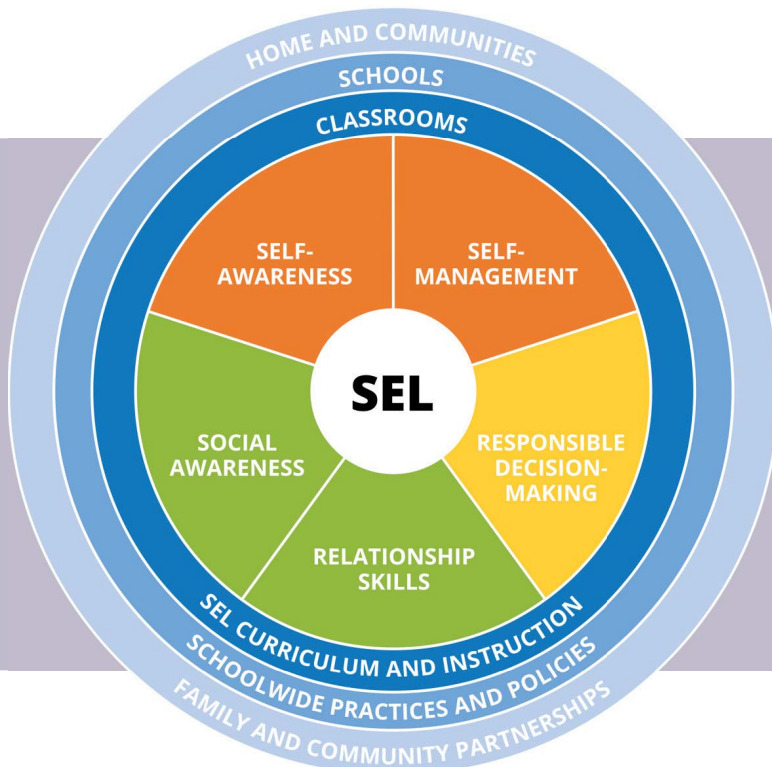 HOME AND COMMUNITIES
SCHOOLS
CLASSROOMS
SELF-
AWARENESS
SELF-
MANAGEMENT
SEL
SOCIAL
AWARENESS
RESPONSIBLE
DECISION-
MAKING
RELATIONSHIP
SKILLS
SEL CURRICULUM AND INSTRUCTION
SCHOOLWIDE PRACTICES AND POLICIES
FAMILY AND COMMUNITY PARTNERSHIPS